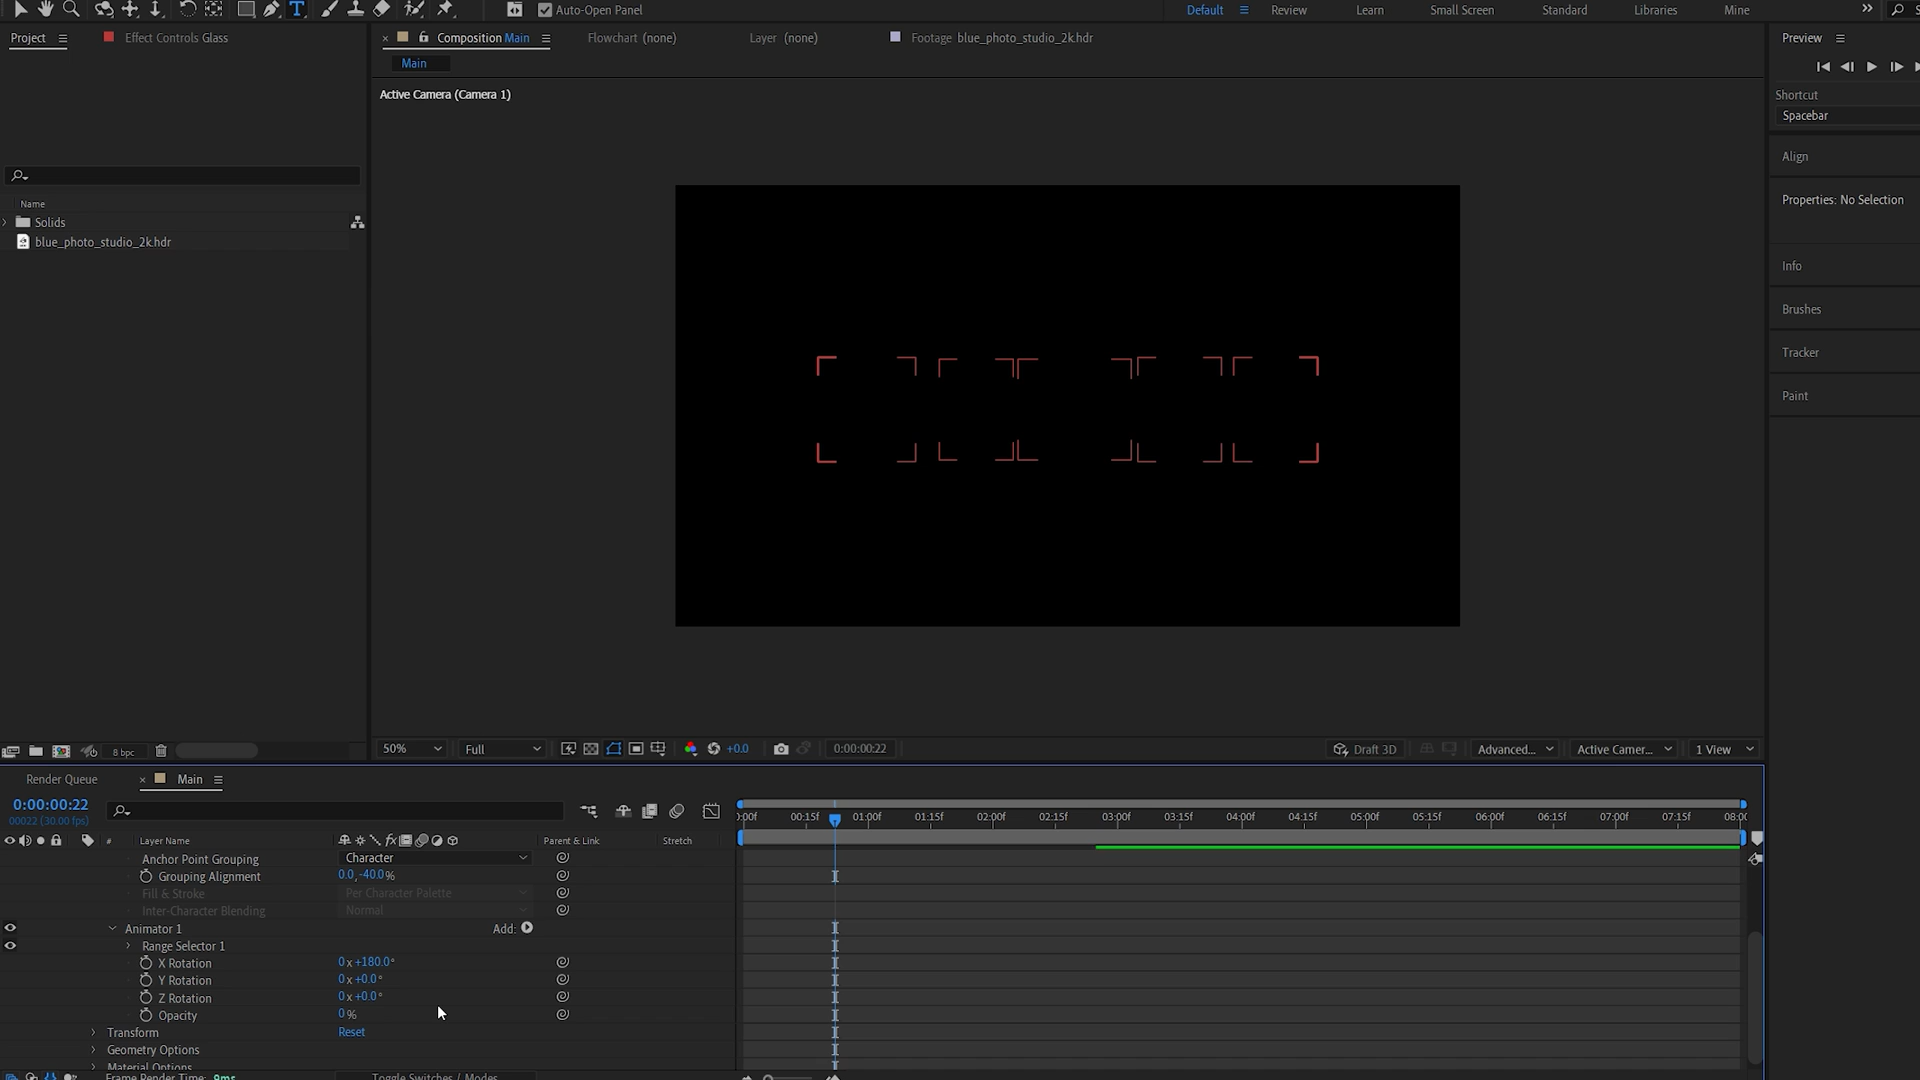 Auto-Open Panel
Default
Review
Learn
Small Screen
Standard
Libraries
Mine
Project
Effect Controls Glass
Composition Main
Flowchart (none)
Layer (none)
Footage blue_photo_studio_2k.hdr
Preview
Main
Active Camera (Camera 1)
Shortcut
Spacebar
Align
Name
Properties: No Selection
Solids
blue_photo_studio_2k.hdr
Info
Brushes
Tracker
Paint
8 bpc
50%
Full
+0.0
0:00:00:22
Draft 3D
Advanced...
Active Camer...
1 View
Render Queue
Main
0:00:00:22
00022 (30.00 fps)
:00f 00:15f 01:00f 01:15f 02:00f 02:15f 03:00f 03:15f 04:00f 04:15f 05:00f 05:15f 06:00f 06:15f 07:00f 07:15f 08:0
# Layer Name
Parent & Link
Stretch
Anchor Point Grouping
Character
Grouping Alignment
0.0,-40.0%
Fill & Stroke
Per Character Palette
Inter-Character Blending
Normal
Animator 1
Add:
Range Selector 1
X Rotation
0x+180.0°
Y Rotation
0x+0.0°
Z Rotation
0x+0.0°
Opacity
0%
Transform
Reset
Geometry Options
Material Options
Frame Render Time: 9ms
Toggle Switches / Modes